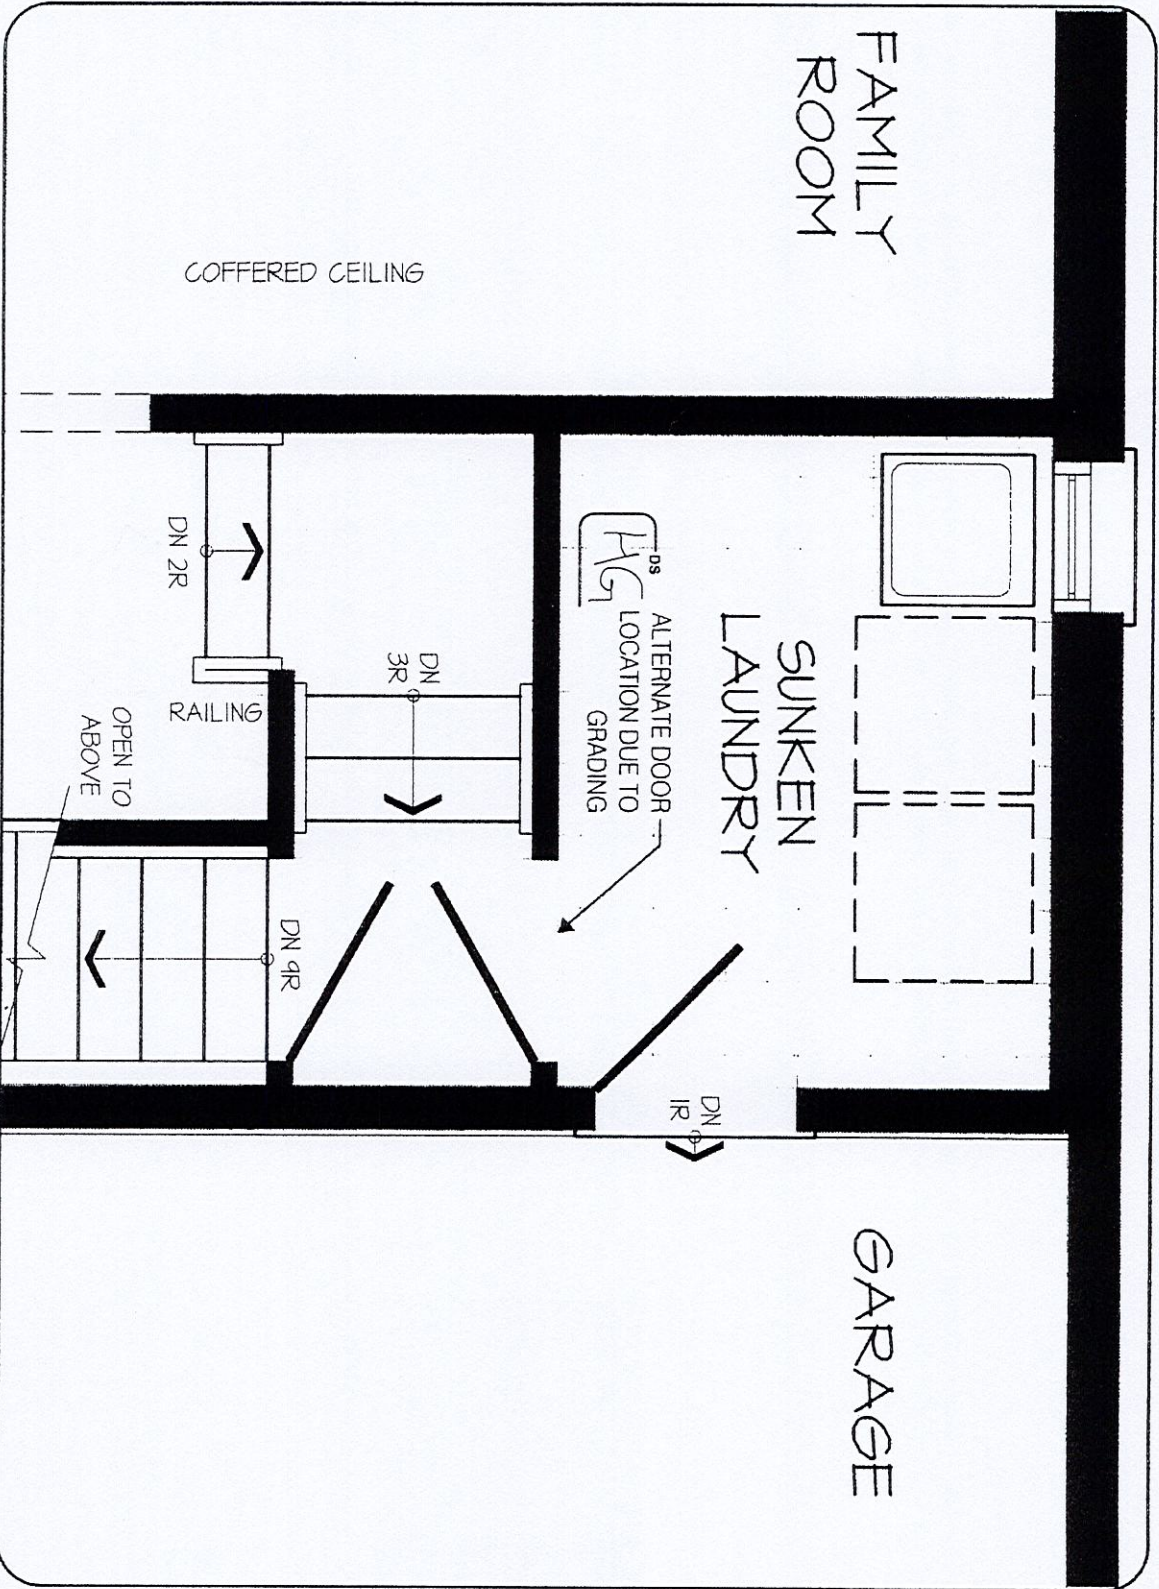 FAMILY
ROOM
COFFERED CEILING
DN 2R
DN
3R
RAILING
OPEN TO
ABOVE
DN 9R
DS
HG
ALTERNATE DOOR
LOCATION DUE TO
GRADING
SUNKEN
LAUNDRY
DN
1R
GARAGE